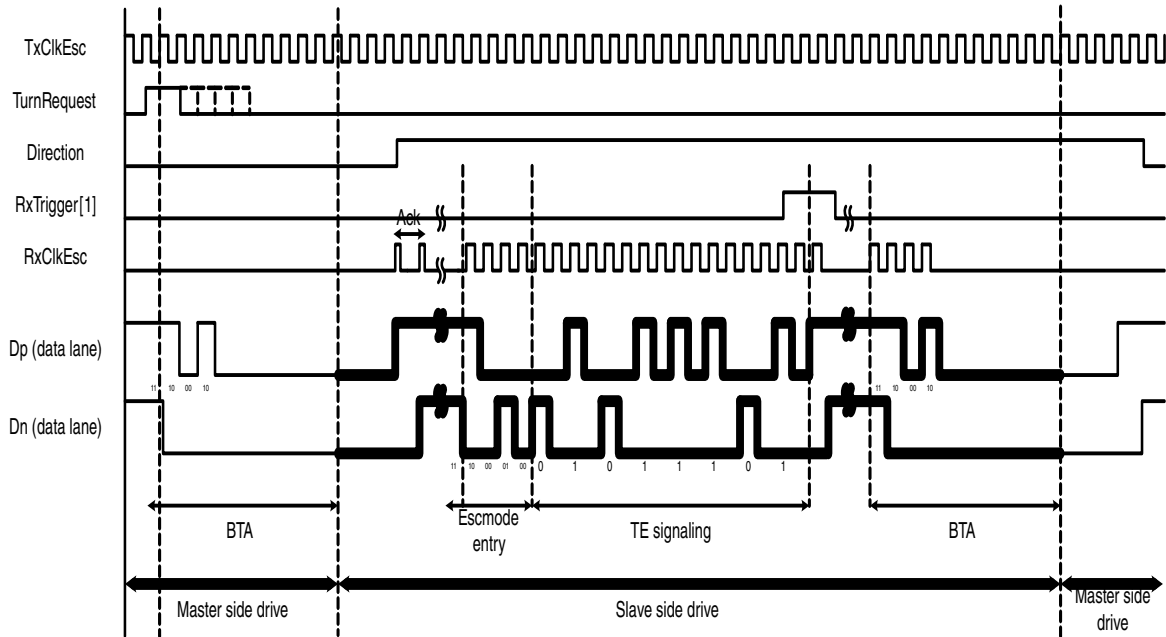 TxClkEsc
TurnRequest
Direction
RxTrigger[1]
Ack
RxClkEsc
Dp (data lane)
11 10 00 10
11 10 00 10
Dn (data lane)
11 10 00 01 00 0 1 0 1 1 1 0 1
BTA
Escmode
entry
TE signaling
BTA
Master side drive
Slave side drive
Master side
drive